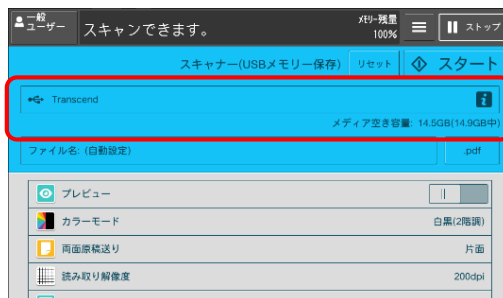 一般
ユーザー
スキャンできます。
メモリー残量
100%
ストップ
スキャナー(USBメモリー保存)
リセット
スタート
Transcend
メディア空き容量: 14.5GB(14.9GB中)
ファイル名: (自動設定)
.pdf
プレビュー
カラーモード
白黒(2階調)
両面原稿送り
片面
読み取り解像度
200dpi